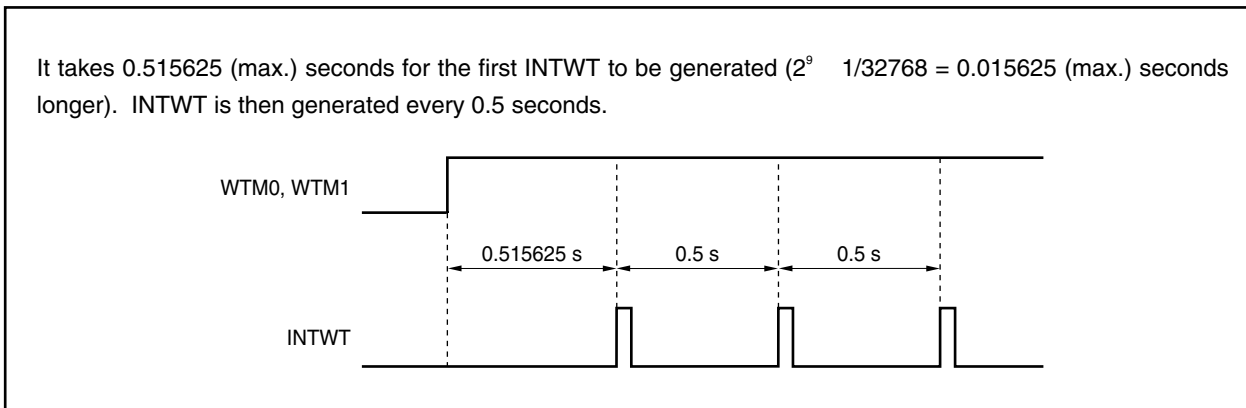 It takes 0.515625 (max.) seconds for the first INTWT to be generated (2⁹ 1/32768 = 0.015625 (max.) seconds
longer). INTWT is then generated every 0.5 seconds.
WTM0, WTM1
0.515625 s 0.5 s 0.5 s
INTWT